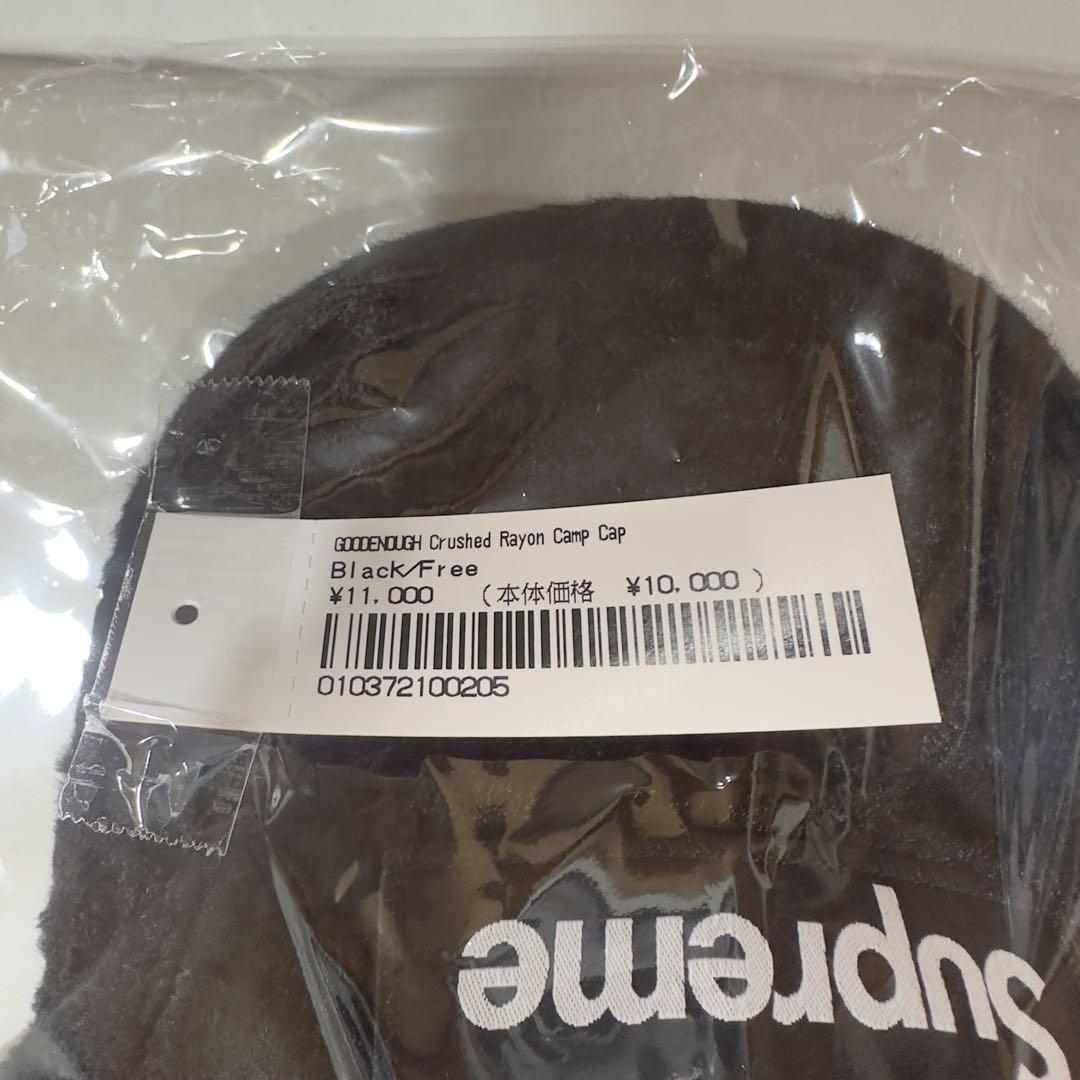 GOODENOUGH Crushed Rayon Camp Cap
Black/Free
¥11,000 (本体価格 ¥10,000)
010372100205
Supreme